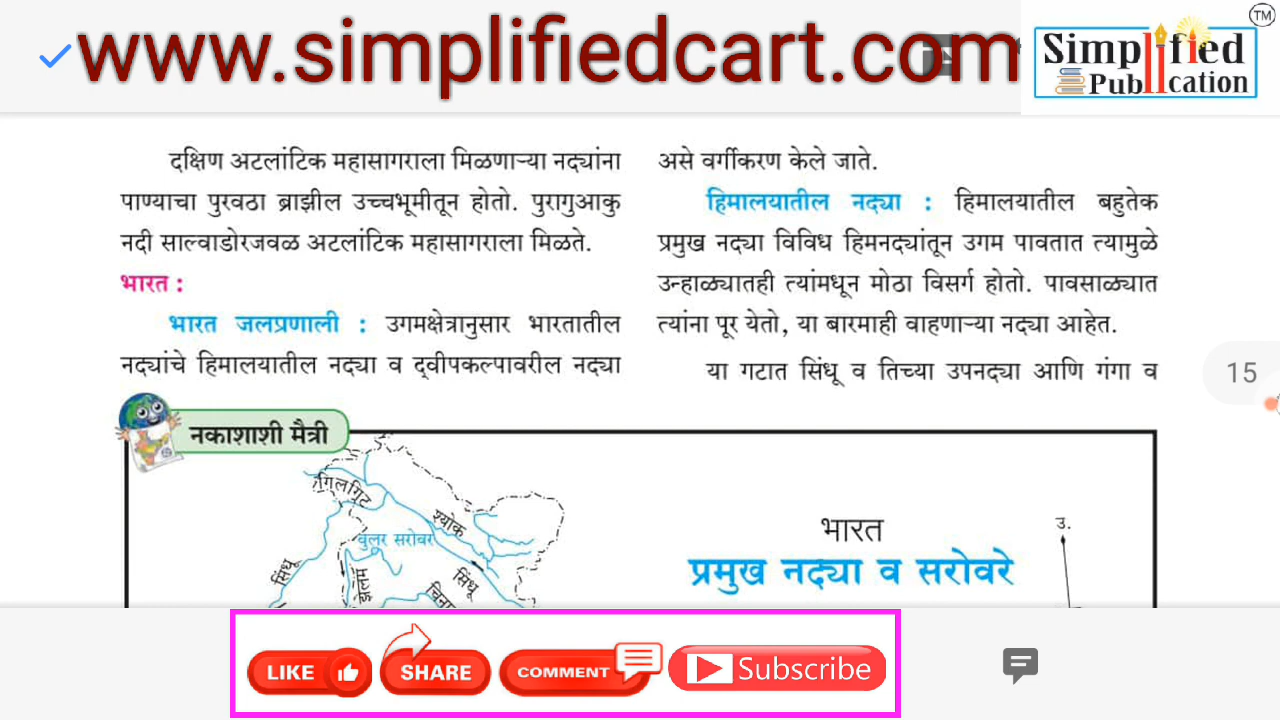 www.simplifiedcart.com
Simplified
Publication
TM
दक्षिण अटलांटिक महासागराला मिळणाऱ्या नद्यांना
पाण्याचा पुरवठा ब्राझील उच्चभूमीतून होतो. पुरागुआकु
नदी साल्वाडोरजवळ अटलांटिक महासागराला मिळते.
भारत :
भारत जलप्रणाली : उगमक्षेत्रानुसार भारतातील
नद्यांचे हिमालयातील नद्या व द्वीपकल्पावरील नद्या
असे वर्गीकरण केले जाते.
हिमालयातील नद्या : हिमालयातील बहुतेक
प्रमुख नद्या विविध हिमनद्यांतून उगम पावतात त्यामुळे
उन्हाळ्यातही त्यांमधून मोठा विसर्ग होतो. पावसाळ्यात
त्यांना पूर येतो, या बारमाही वाहणाऱ्या नद्या आहेत.
या गटात सिंधू व तिच्या उपनद्या आणि गंगा व
15
नकाशाशी मैत्री
गिलगिट
श्योक
वुलर सरोवर
सिंधू
झेलम
सिंधू
भारत
प्रमुख नद्या व सरोवरे
उ.
LIKE
SHARE
COMMENT
Subscribe